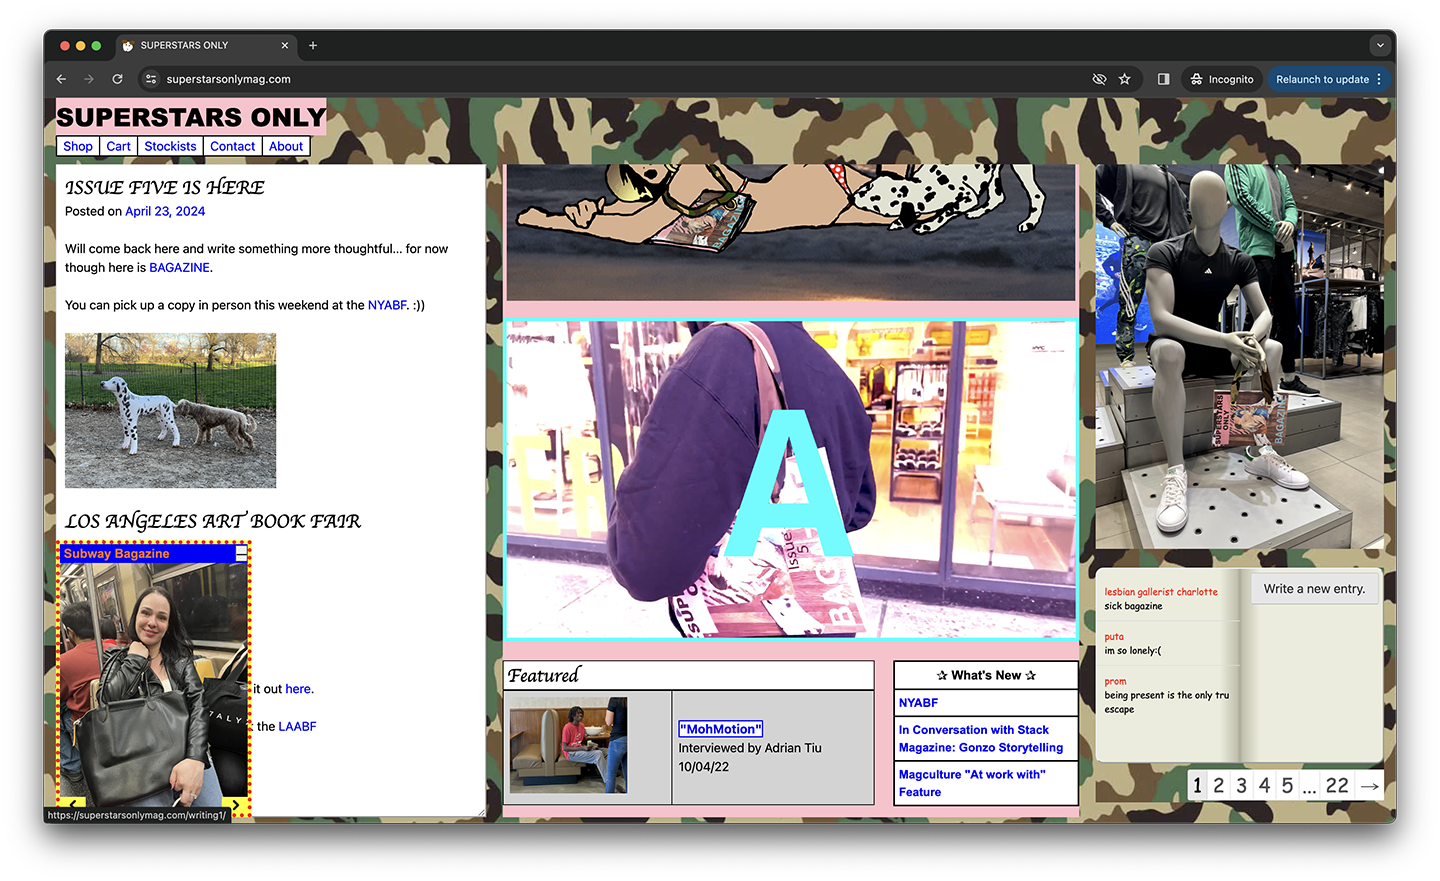 SUPERSTARS ONLY
superstarsonlymag.com
Incognito
Relaunch to update
SUPERSTARS ONLY
Shop
Cart
Stockists
Contact
About
ISSUE FIVE IS HERE
Posted on April 23, 2024
Will come back here and write something more thoughtful... for now
though here is BAGAZINE.
You can pick up a copy in person this weekend at the NYABF. :))
LOS ANGELES ART BOOK FAIR
Subway Bagazine
it out here.
the LAABF
https://superstarsonlymag.com/writing1/
BAGAZINE
A
Issue
5
BAG
Featured
"MohMotion"
Interviewed by Adrian Tiu
10/04/22
✰ What's New ✰
NYABF
In Conversation with Stack
Magazine: Gonzo Storytelling
Magculture "At work with"
Feature
SUPERSTARS
ONLY
BAGAZINE
lesbian gallerist charlotte
sick bagazine
puta
im so lonely:(
prom
being present is the only tru
escape
Write a new entry.
1 2 3 4 5 ... 22 →